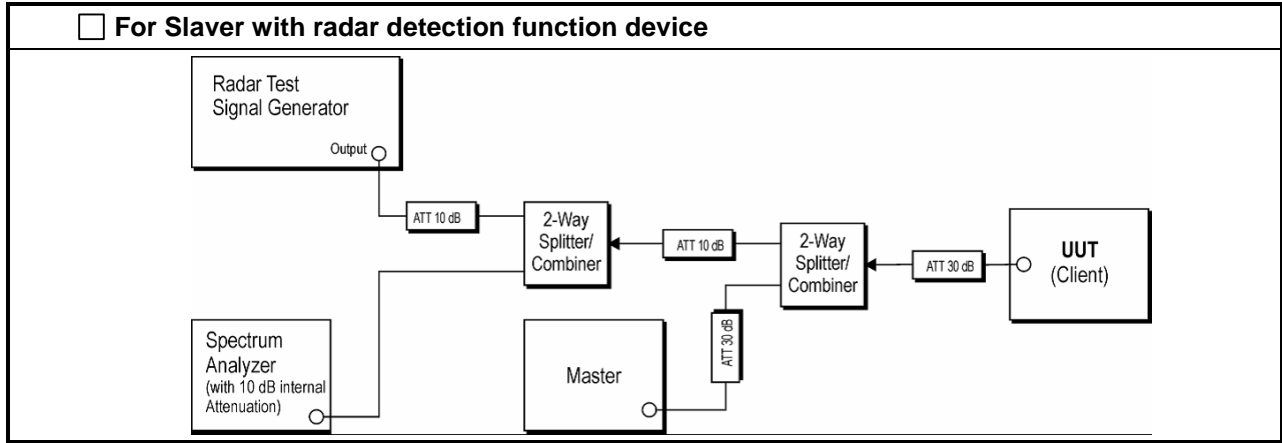 For Slaver with radar detection function device
Radar Test
Signal Generator
Output
ATT 10 dB
2-Way
Splitter/
Combiner
ATT 10 dB
2-Way
Splitter/
Combiner
ATT 30 dB
UUT
(Client)
Spectrum
Analyzer
(with 10 dB internal
Attenuation)
Master
ATT 30 dB